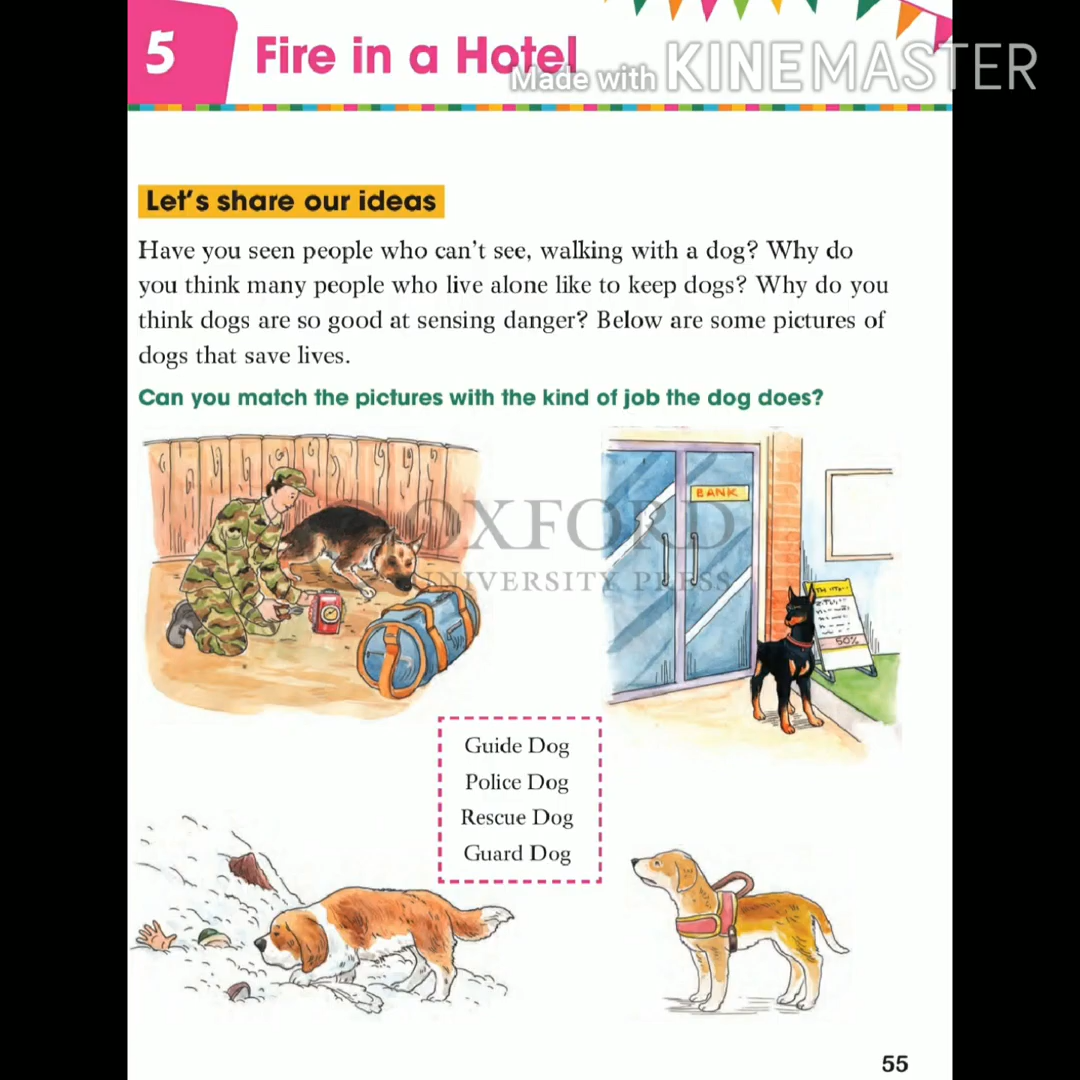 5
Fire in a Hotel
Made with KINEMASTER
Let's share our ideas
Have you seen people who can't see, walking with a dog? Why do
you think many people who live alone like to keep dogs? Why do you
think dogs are so good at sensing danger? Below are some pictures of
dogs that save lives.
Can you match the pictures with the kind of job the dog does?
BANK
OXFORD
UNIVERSITY PRESS
50%
Guide Dog
Police Dog
Rescue Dog
Guard Dog
55